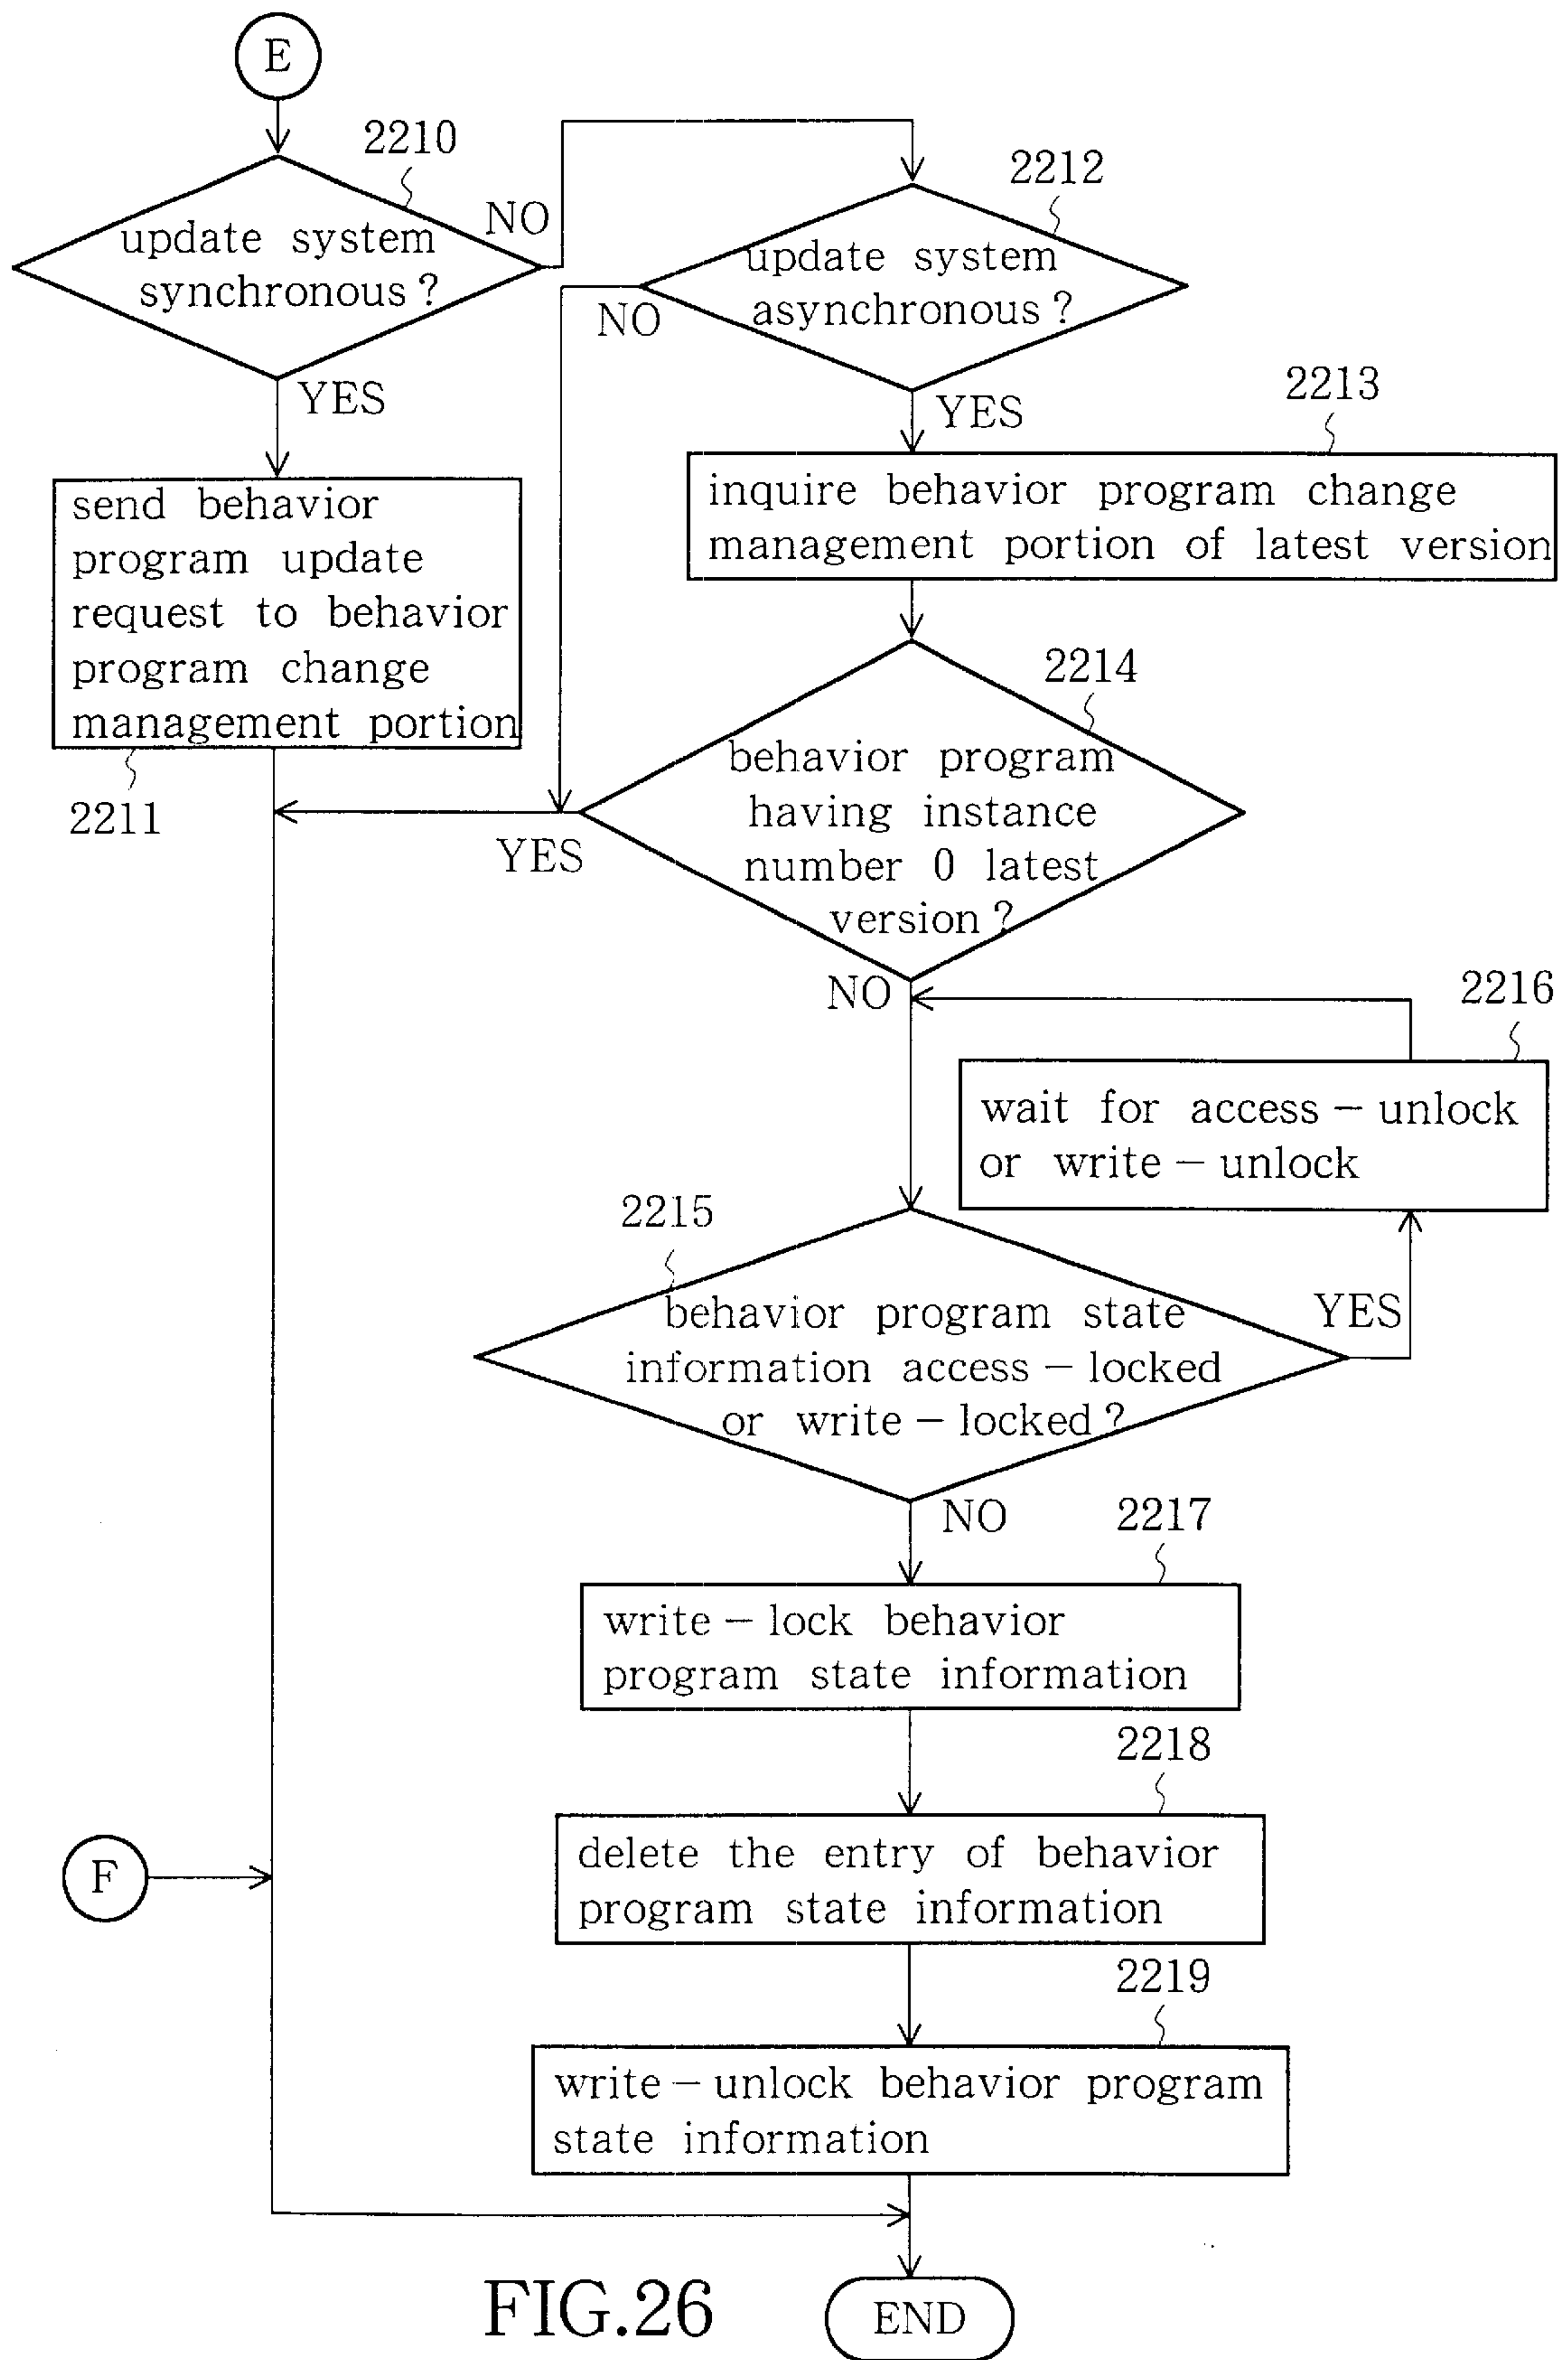 E
2210
NO
update system
synchronous?
YES
2212
update system
asynchronous?
NO
YES
send behavior
program update
request to behavior
program change
management portion
2211
2213
inquire behavior program change
management portion of latest version
2214
behavior program
having instance
number 0 latest
version?
YES
NO
2216
wait for access-unlock
or write-unlock
2215
behavior program state
information access-locked
or write-locked?
YES
NO
2217
write-lock behavior
program state information
2218
delete the entry of behavior
program state information
F
2219
write-unlock behavior program
state information
FIG.26
END